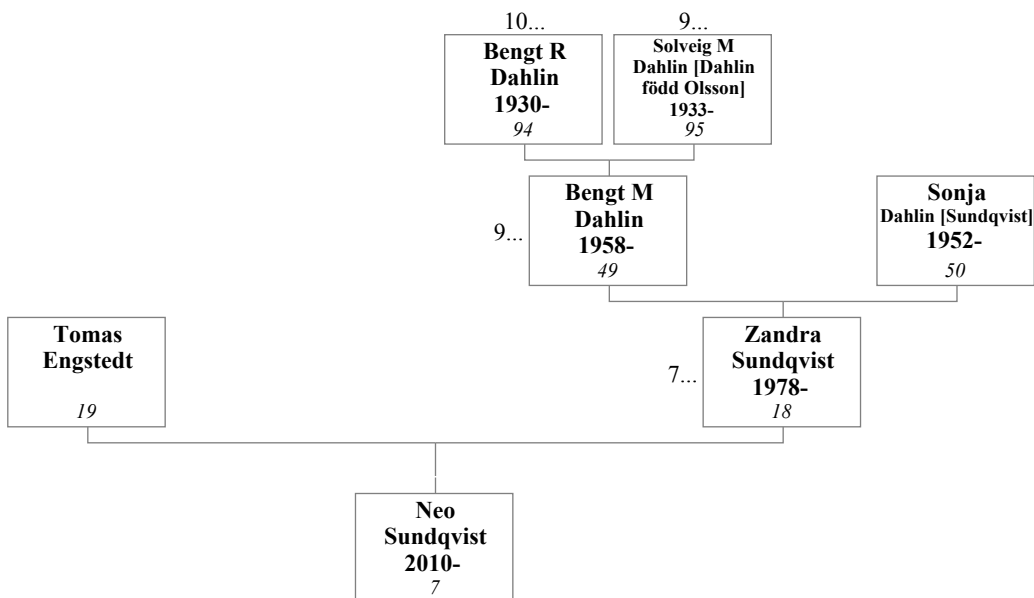 10...
9...
Bengt R
Dahlin
1930-
94
Solveig M
Dahlin [Dahlin
född Olsson]
1933-
95
9...
Bengt M
Dahlin
1958-
49
Sonja
Dahlin [Sundqvist]
1952-
50
Tomas
Engstedt
19
7...
Zandra
Sundqvist
1978-
18
Neo
Sundqvist
2010-
7